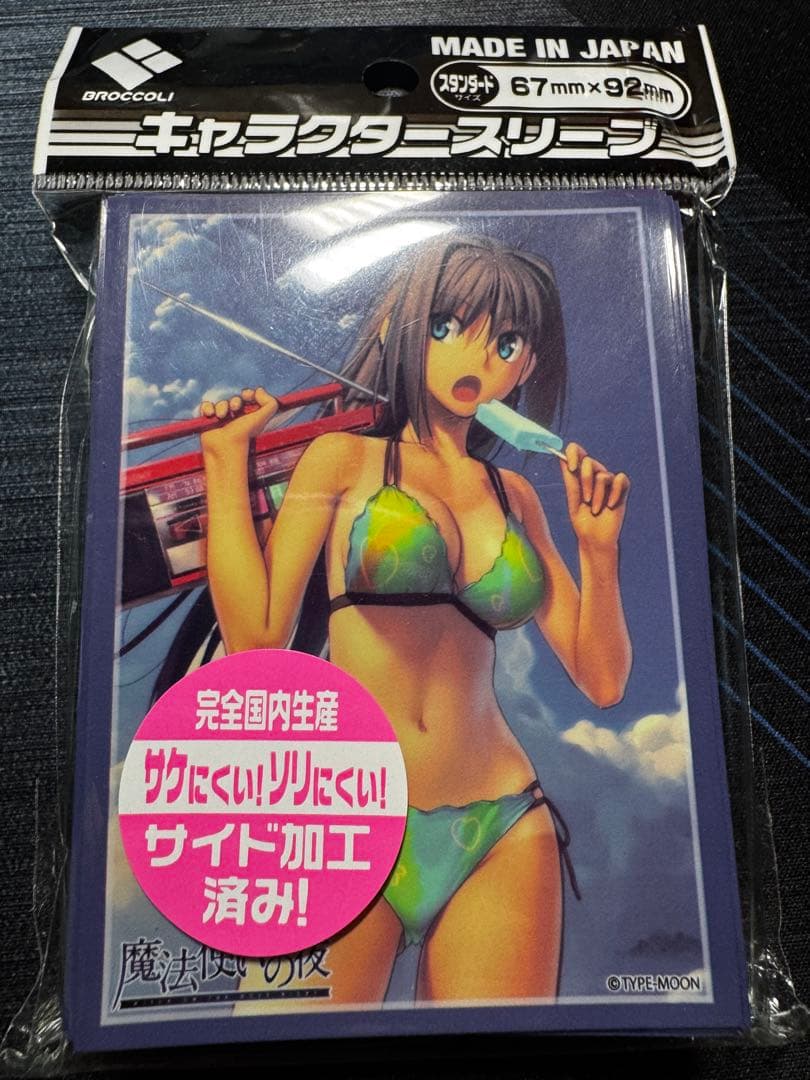 BROCCOLI
MADE IN JAPAN
スタンダード
サイズ
67mm×92mm
キャラクタースリーブ
完全国内生産
サケにくい!ソリにくい!
サイド加工
済み!
魔法使いの夜
©TYPE-MOON